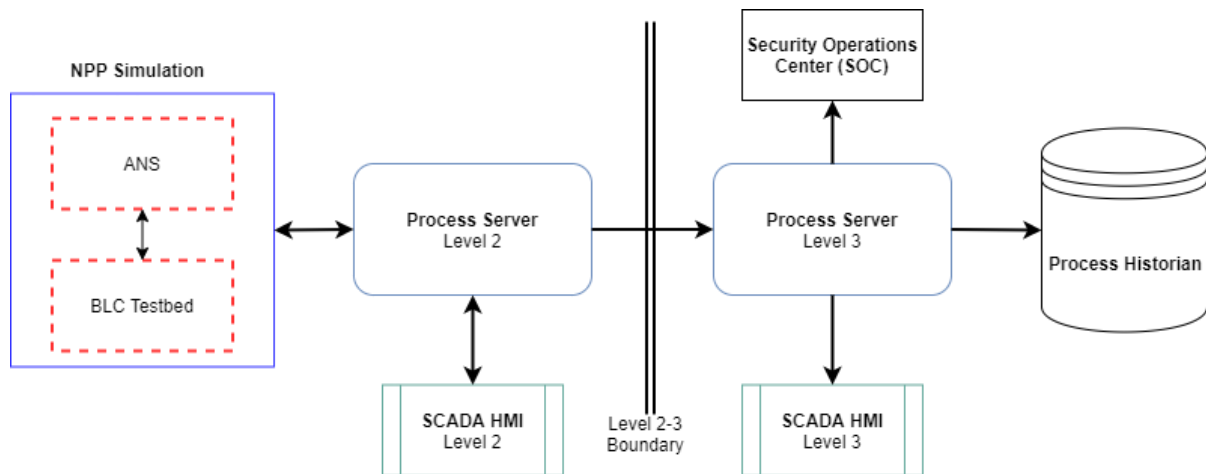 NPP Simulation
ANS
BLC Testbed
Process Server
Level 2
SCADA HMI
Level 2
Level 2-3
Boundary
Security Operations
Center (SOC)
Process Server
Level 3
SCADA HMI
Level 3
Process Historian